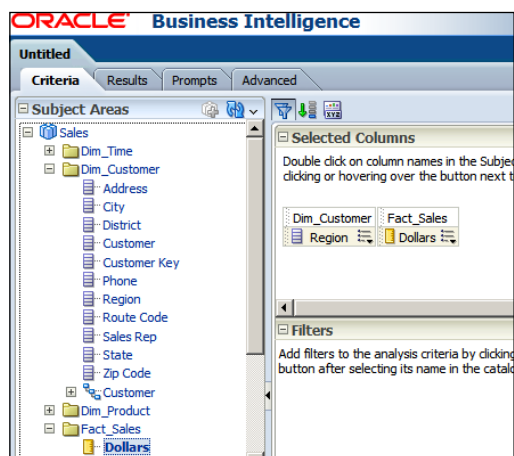 ORACLE Business Intelligence
Untitled
Criteria Results Prompts Advanced
Subject Areas
Sales
Dim_Time
Dim_Customer
Address
City
District
Customer
Customer Key
Phone
Region
Route Code
Sales Rep
State
Zip Code
Customer
Dim_Product
Fact_Sales
Dollars
xyz
Selected Columns
Double click on column names in the Subjec
clicking or hovering over the button next t
Dim_Customer Fact_Sales
Region Dollars
Filters
Add filters to the analysis criteria by clicking
button after selecting its name in the catalo